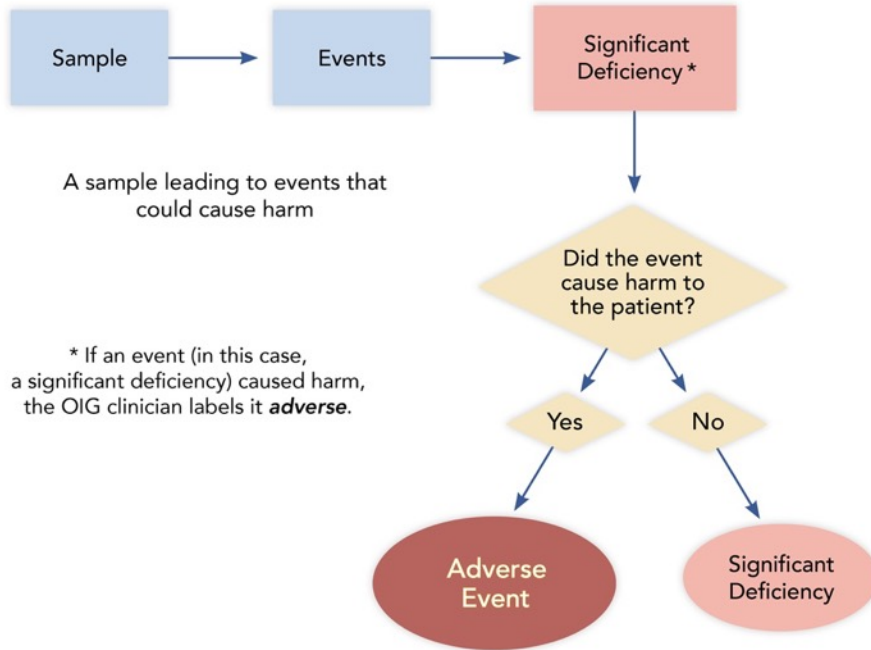 Sample
Events
Significant
Deficiency *
A sample leading to events that
could cause harm
Did the event
cause harm to
the patient?
* If an event (in this case,
a significant deficiency) caused harm,
the OIG clinician labels it adverse.
Yes
No
Adverse
Event
Significant
Deficiency